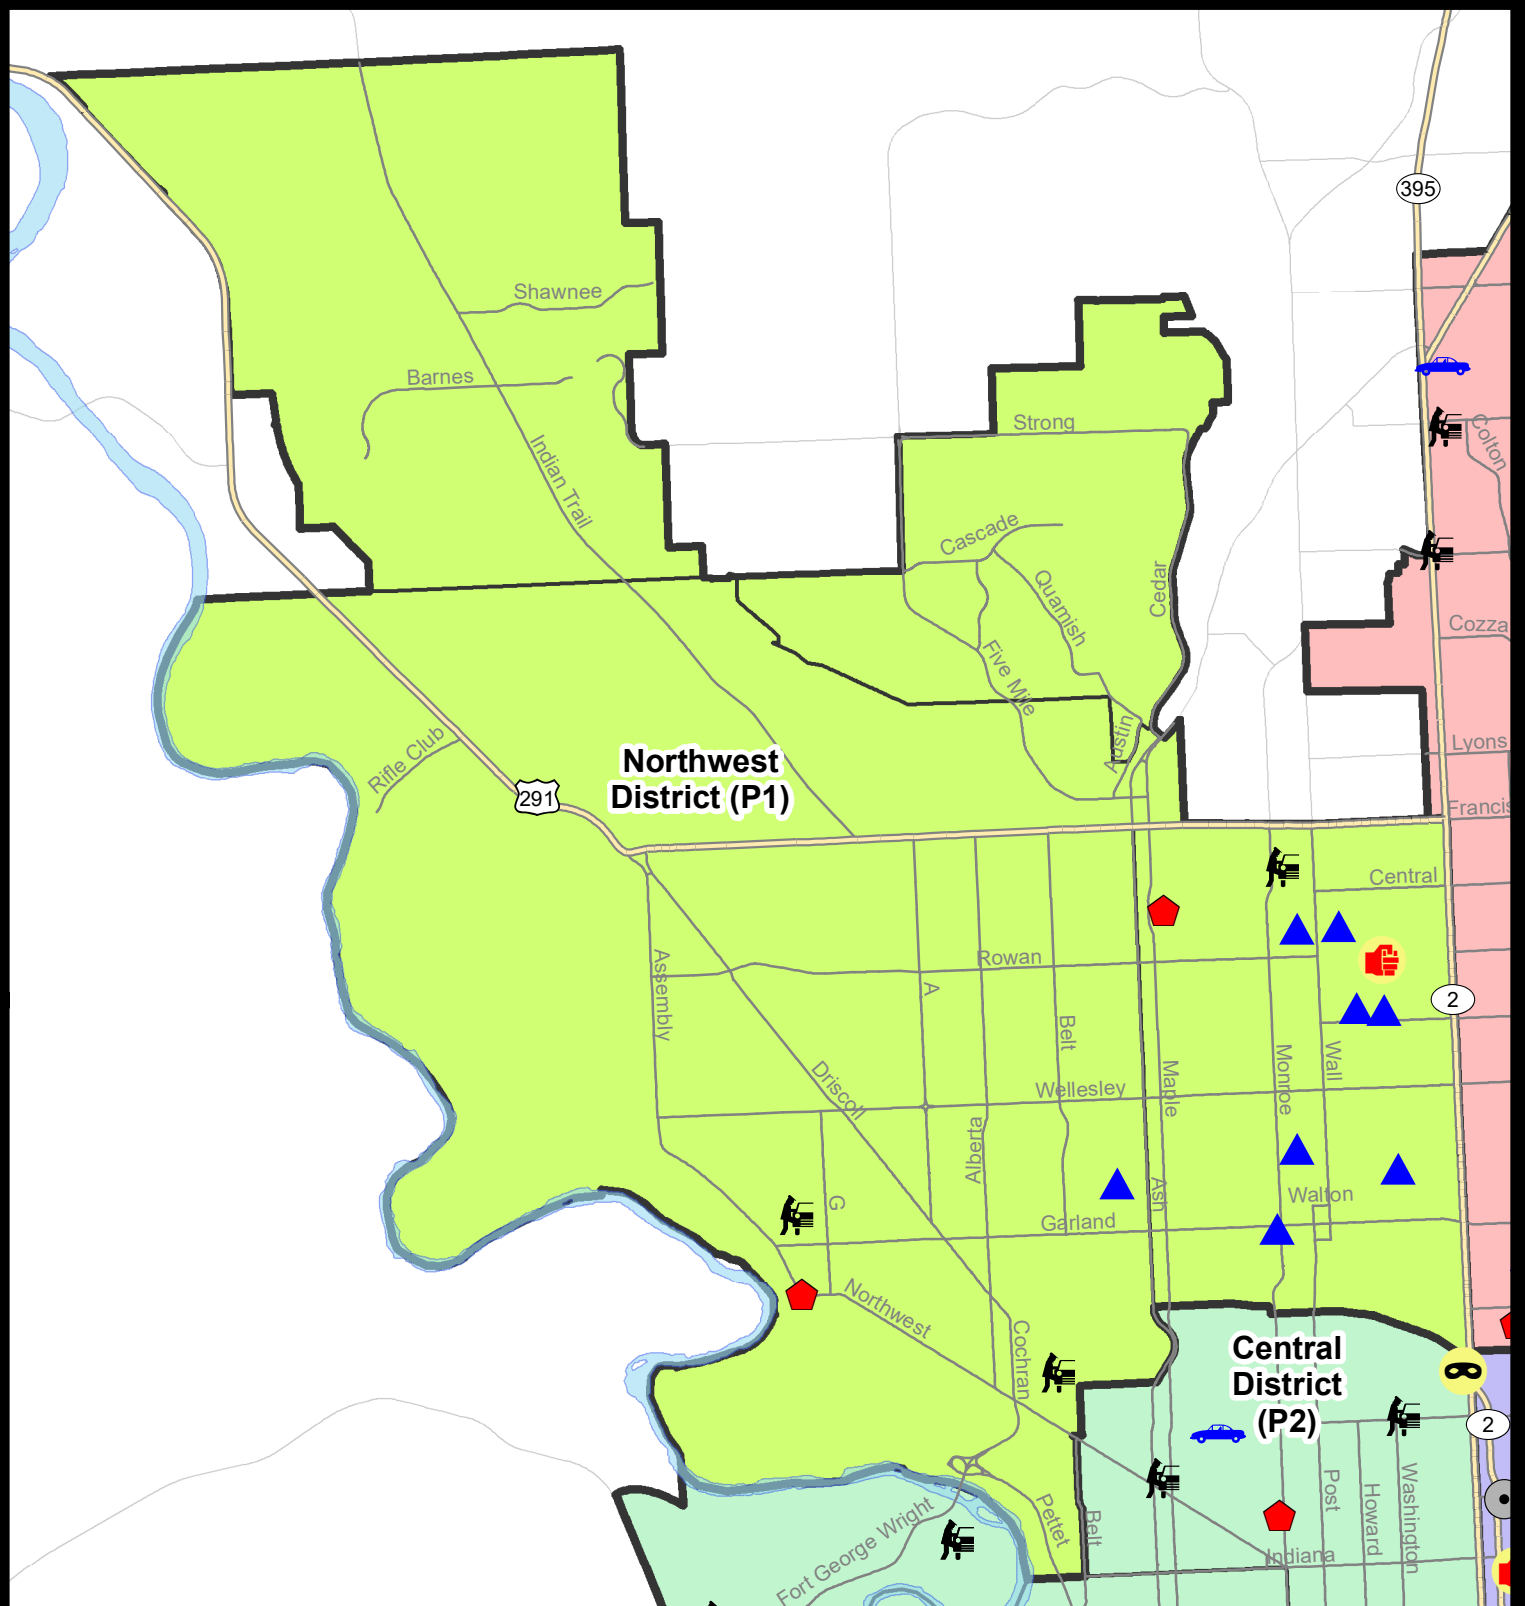 395
Shawnee
Barnes
Strong
Colton
Indian Trail
Cascade
Quamish
Cedar
Cozza
Five Mile
Austin
Lyons
Rifle Club
Northwest
District (P1)
291
Francis
Central
Assembly
Rowan
A
2
Belt
Monroe
Wall
Driscoll
Wellesley
Maple
Alberta
Ash
G
Walton
Garland
Northwest
Cochran
Central
District
(P2)
2
Post
Howard
Washington
Fort George Wright
Pettet
Belt
Indiana